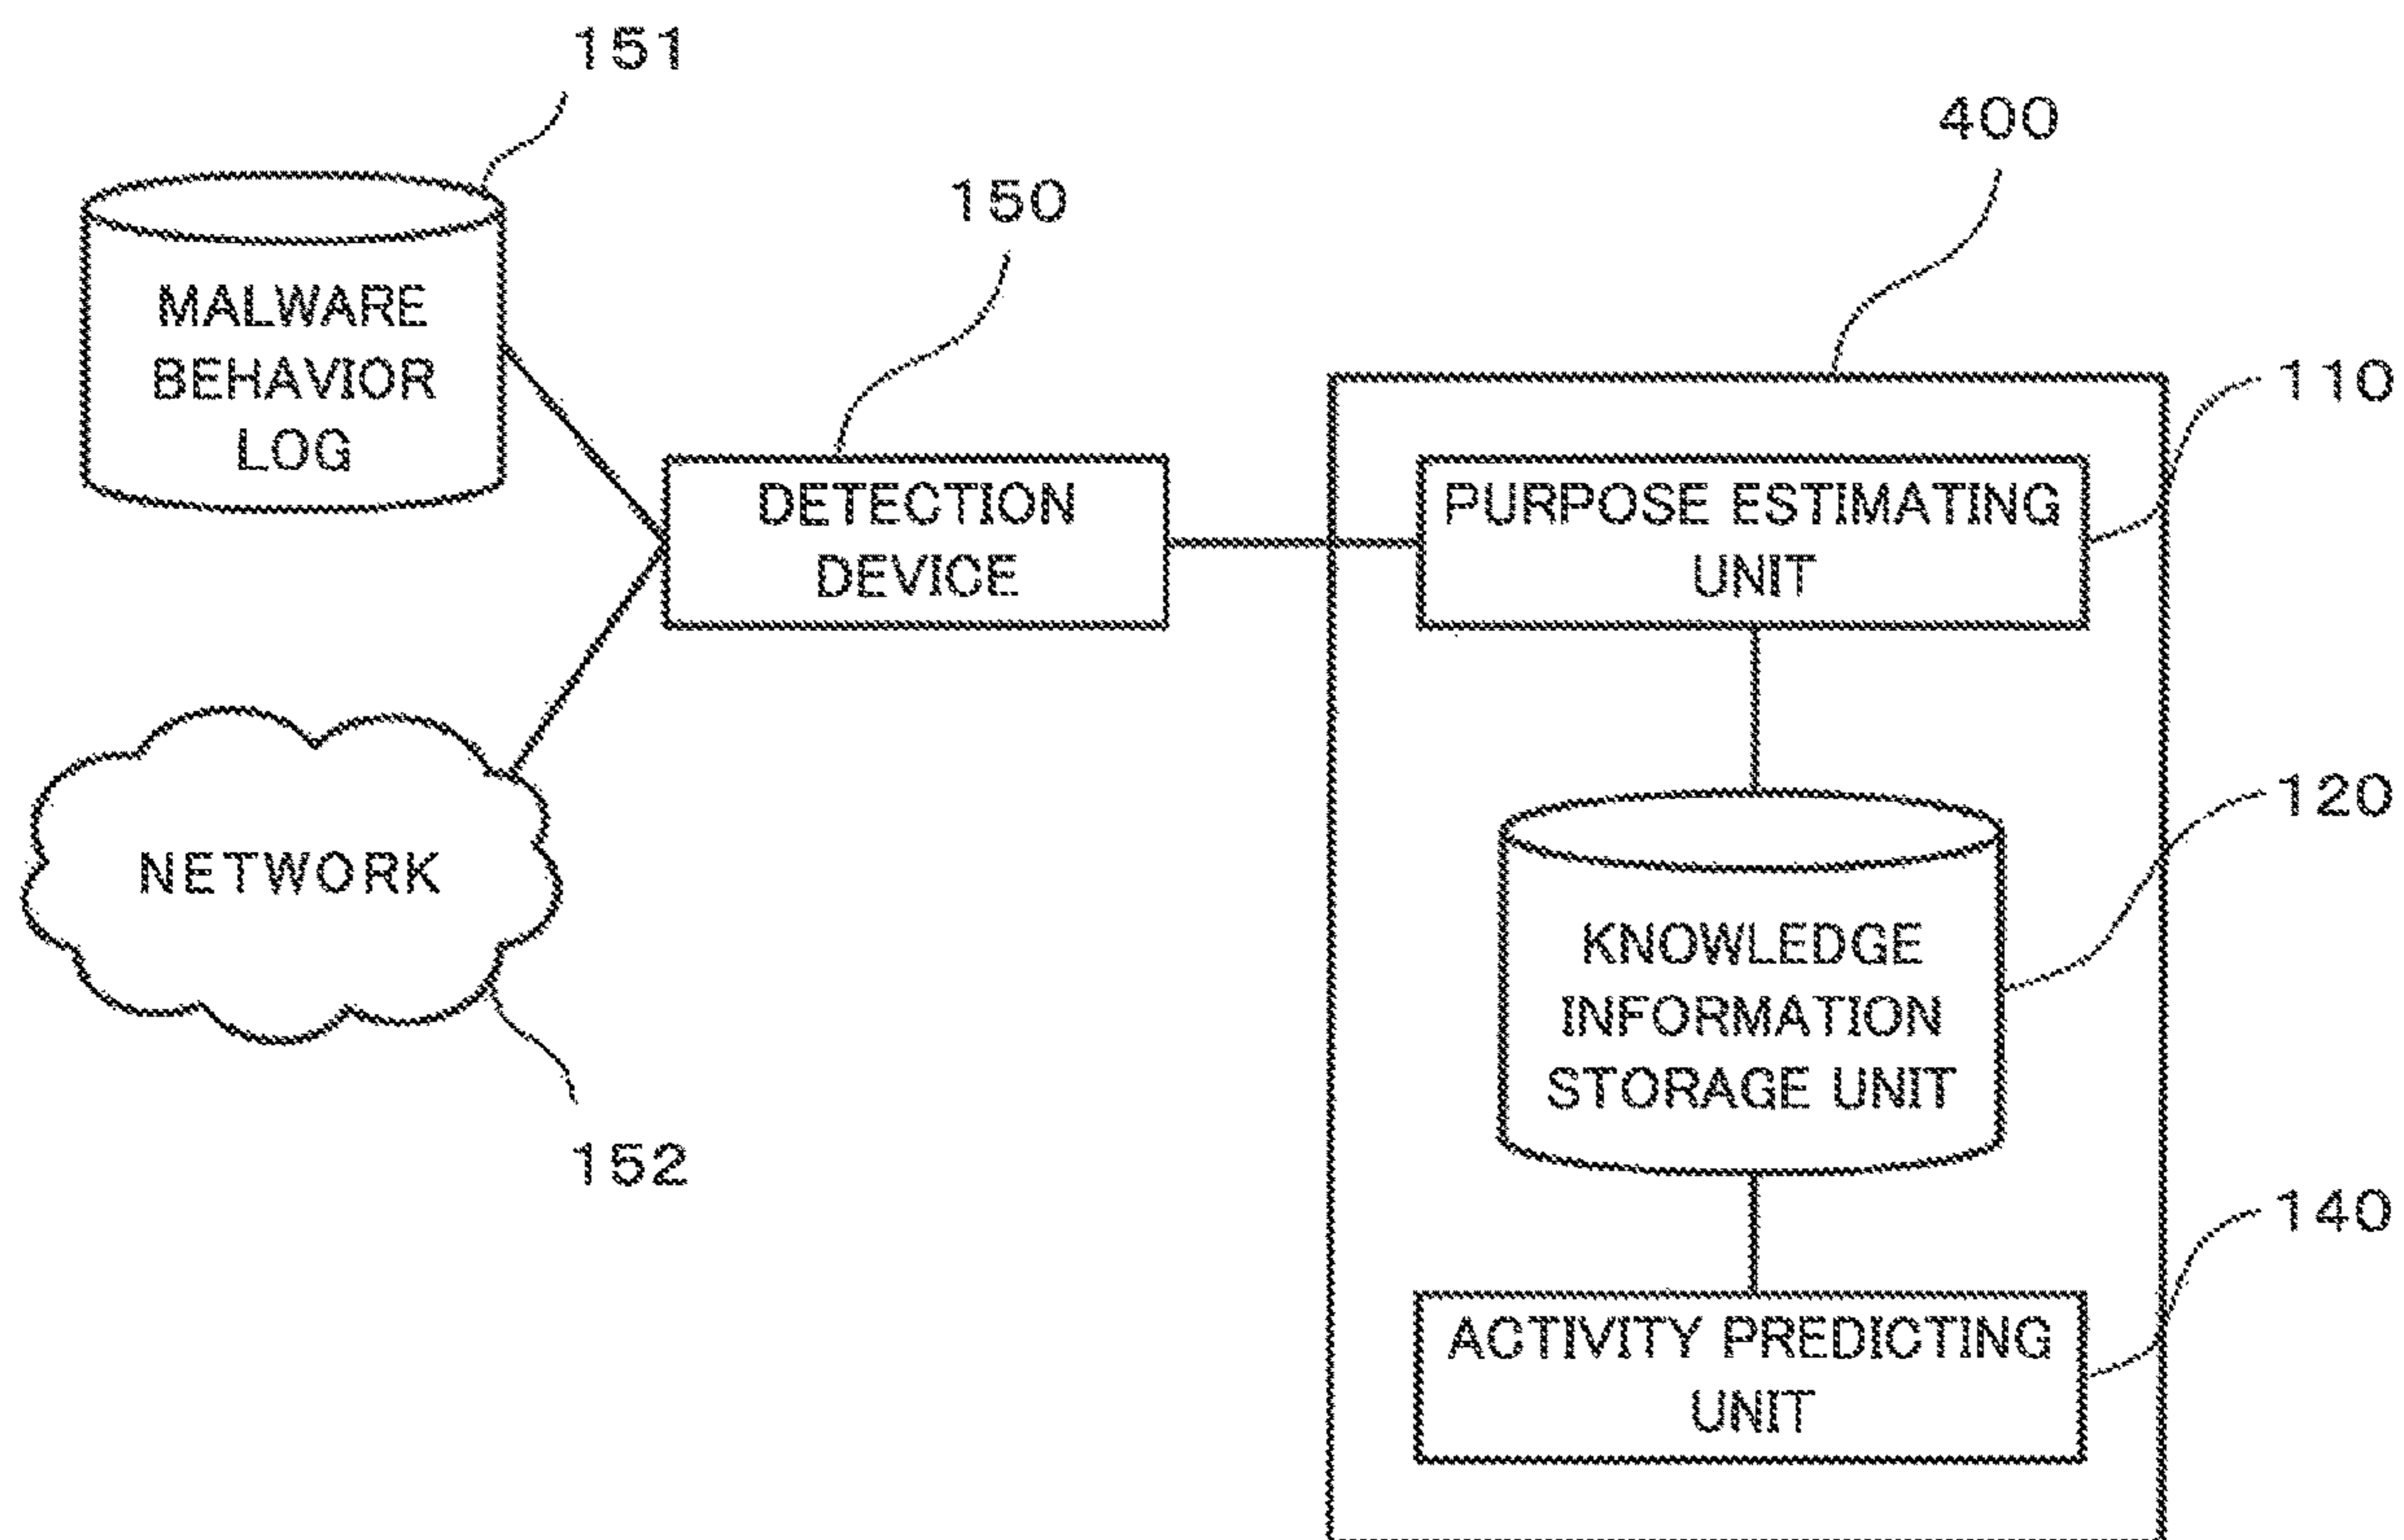 151
400
150
MALWARE
BEHAVIOR
LOG
110
DETECTION
DEVICE
PURPOSE ESTIMATING
UNIT
120
NETWORK
KNOWLEDGE
INFORMATION
STORAGE UNIT
152
140
ACTIVITY PREDICTING
UNIT